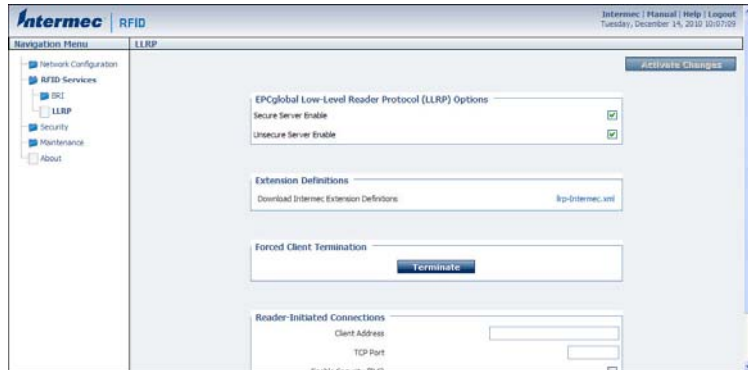 Intermec RFID
Intermec | Manual | Help | Logout
Tuesday, December 14, 2010 10:07:09
Navigation Menu
LLRP
Network Configuration
RFID Services
BRI
LLRP
Security
Maintenance
About
Activate Changes
EPCglobal Low-Level Reader Protocol (LLRP) Options
Secure Server Enable
Unsecure Server Enable
Extension Definitions
Download Intermec Extension Definitions
llrp-Intermec.xml
Forced Client Termination
Terminate
Reader-Initiated Connections
Client Address
TCP Port